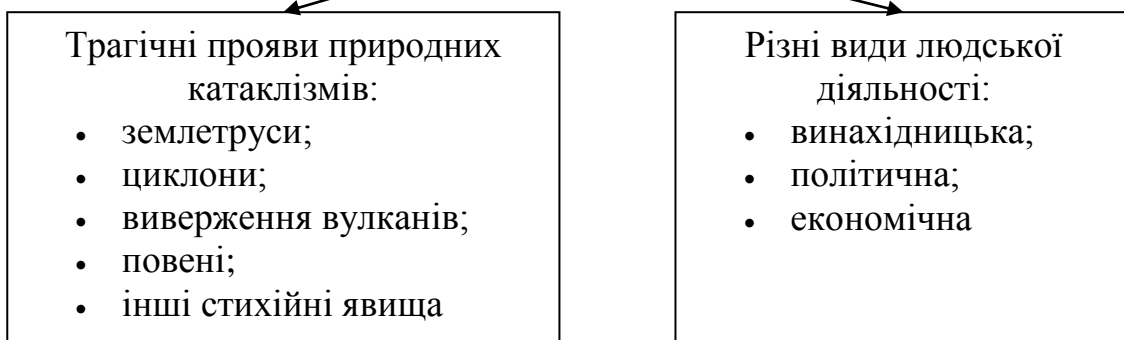 Трагічні прояви природних
катаклізмів:
• землетруси;
• циклони;
• виверження вулканів;
• повені;
• інші стихійні явища
Різні види людської
діяльності:
• винахідницька;
• політична;
• економічна